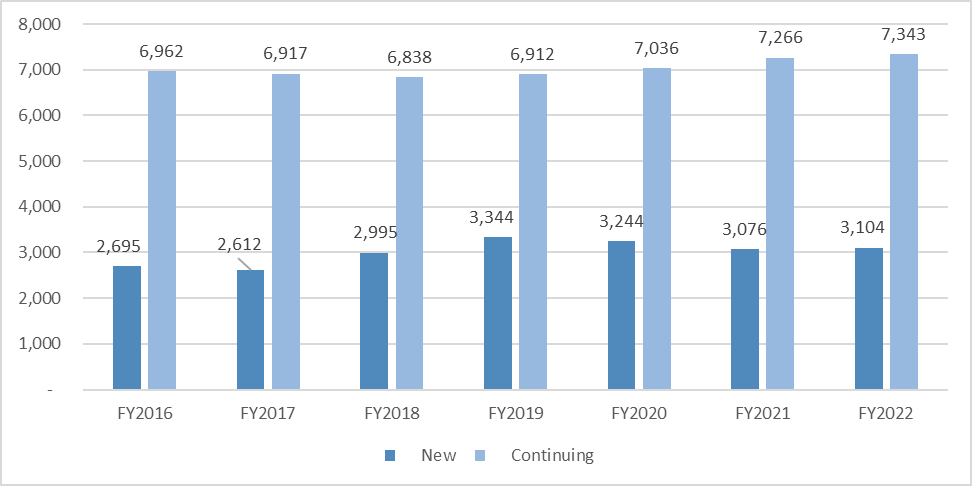 8,000
7,000
6,000
5,000
4,000
3,000
2,000
1,000
-
6,962
6,917
6,838
6,912
7,036
7,266
7,343
2,695
2,612
2,995
3,344
3,244
3,076
3,104
FY2016
FY2017
FY2018
FY2019
FY2020
FY2021
FY2022
New
Continuing